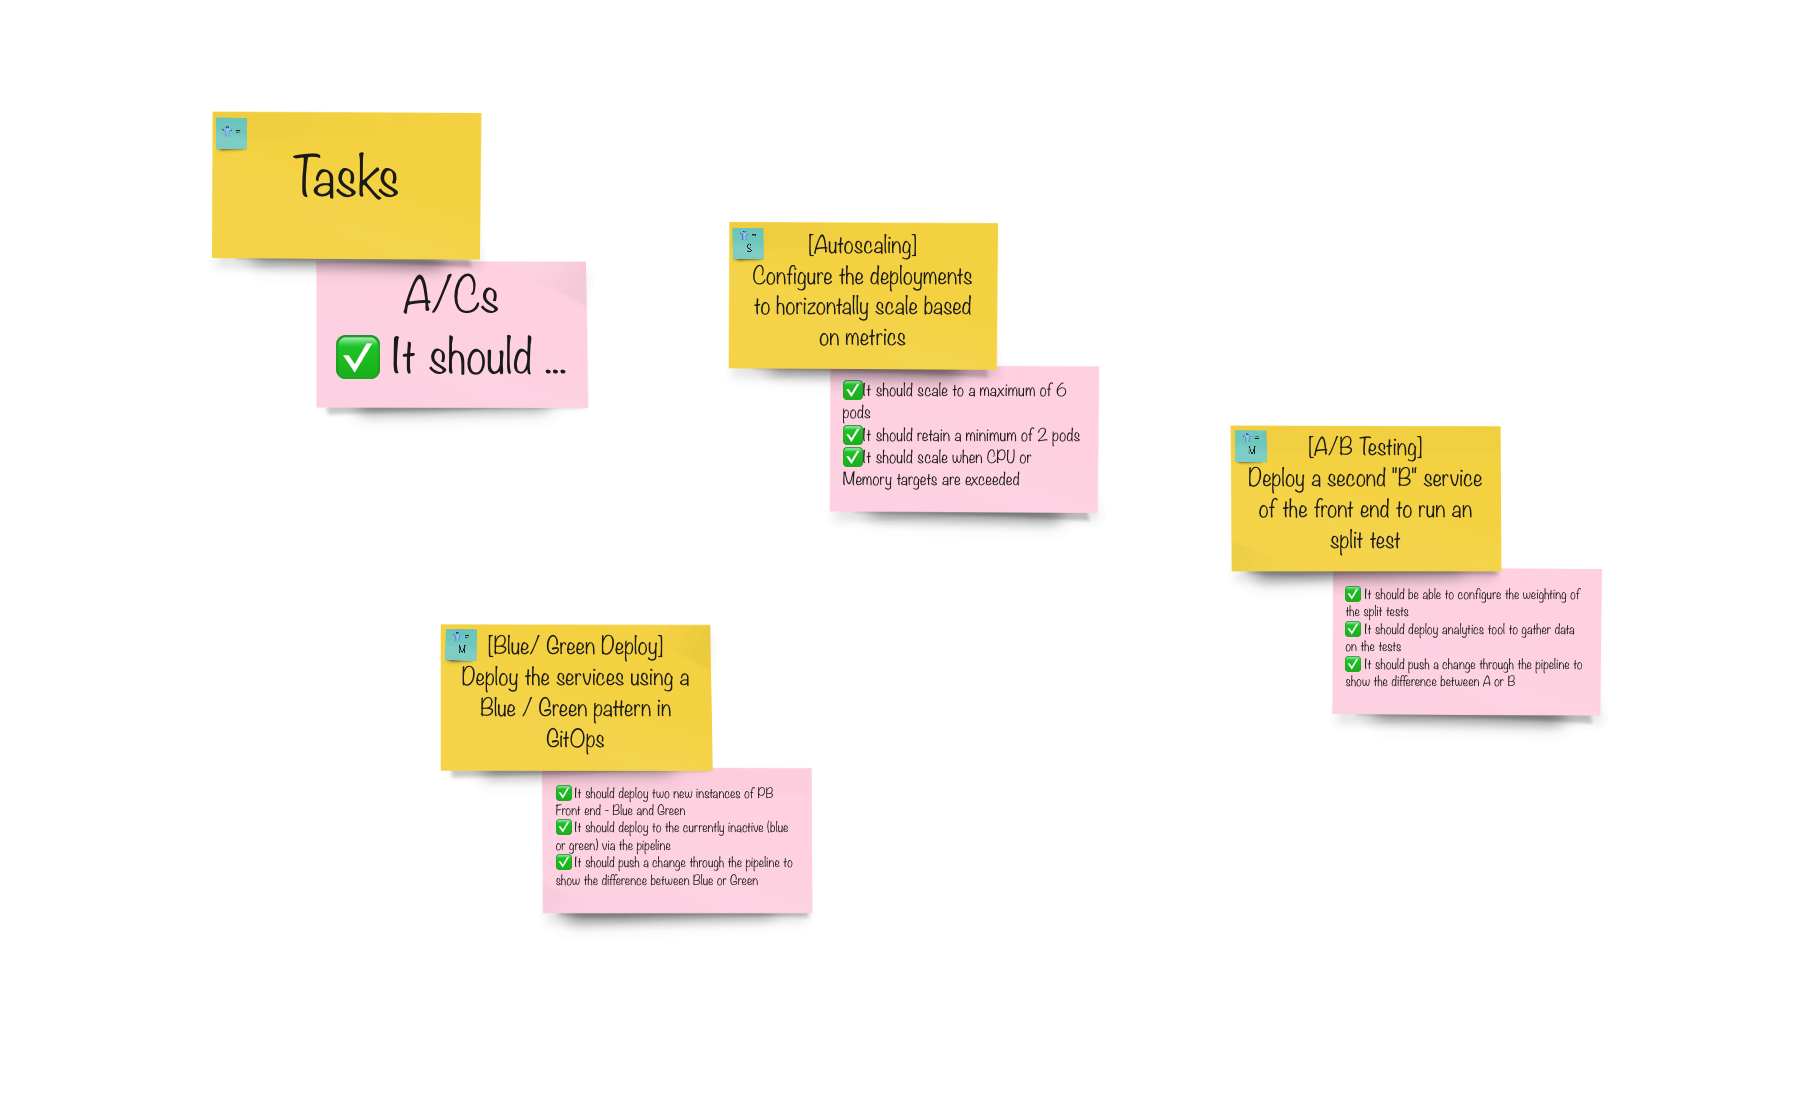 👕 =
Tasks
A/Cs
✅ It should ...
👕 =
S
[Autoscaling]
Configure the deployments
to horizontally scale based
on metrics
✅It should scale to a maximum of 6
pods
✅It should retain a minimum of 2 pods
✅It should scale when CPU or
Memory targets are exceeded
👕 =
M
[A/B Testing]
Deploy a second "B" service
of the front end to run an
split test
✅ It should be able to configure the weighting of
the split tests
✅ It should deploy analytics tool to gather data
on the tests
✅ It should push a change through the pipeline to
show the difference between A or B
👕 =
M
[Blue/ Green Deploy]
Deploy the services using a
Blue / Green pattern in
GitOps
✅ It should deploy two new instances of PB
Front end - Blue and Green
✅ It should deploy to the currently inactive (blue
or green) via the pipeline
✅ It should push a change through the pipeline to
show the difference between Blue or Green